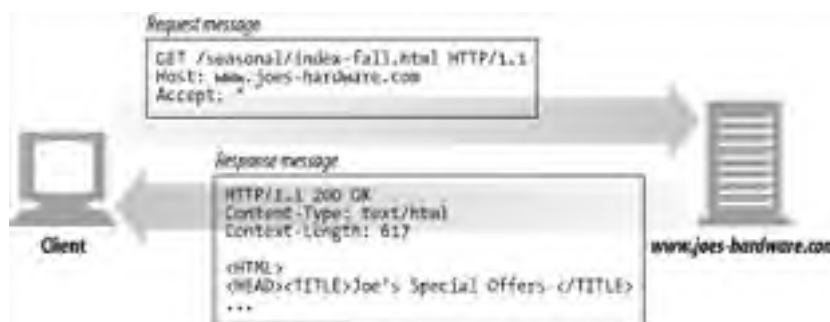 Request message
GET /seasonal/index-fall.html HTTP/1.1
Host: www.joes-hardware.com
Accept: *
Response message
HTTP/1.1 200 OK
Content-Type: text/html
Context-Length: 617
<HTML>
<HEAD><TITLE>Joe's Special Offers </TITLE>
...
Client
www.joes-hardware.com